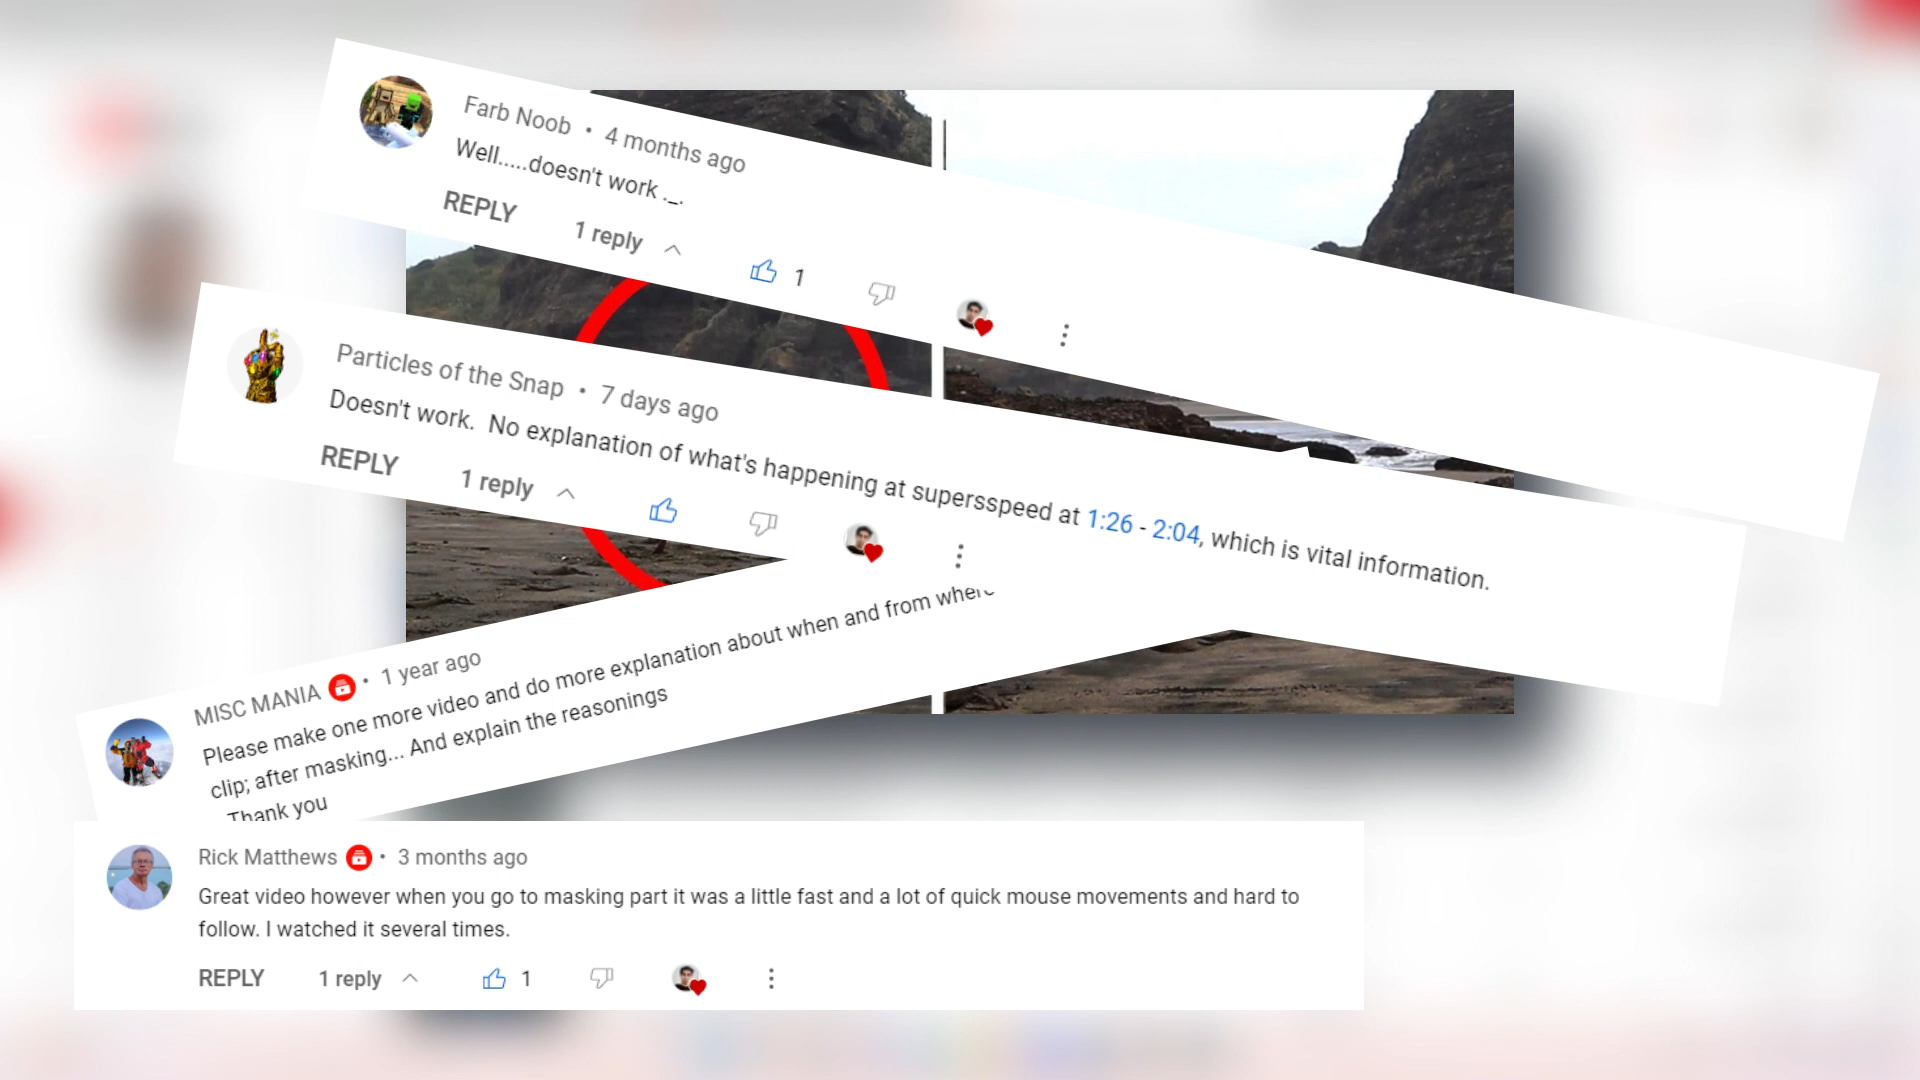 Farb Noob • 4 months ago
Well.....doesn't work ._.
REPLY 1 reply 1
Particles of the Snap • 7 days ago
Doesn't work.  No explanation of what's happening at supersspeed at 1:26 - 2:04, which is vital information.
REPLY 1 reply
MISC MANIA • 1 year ago
Please make one more video and do more explanation about when and from where
clip; after masking... And explain the reasonings
Thank you
Rick Matthews • 3 months ago
Great video however when you go to masking part it was a little fast and a lot of quick mouse movements and hard to
follow. I watched it several times.
REPLY 1 reply 1